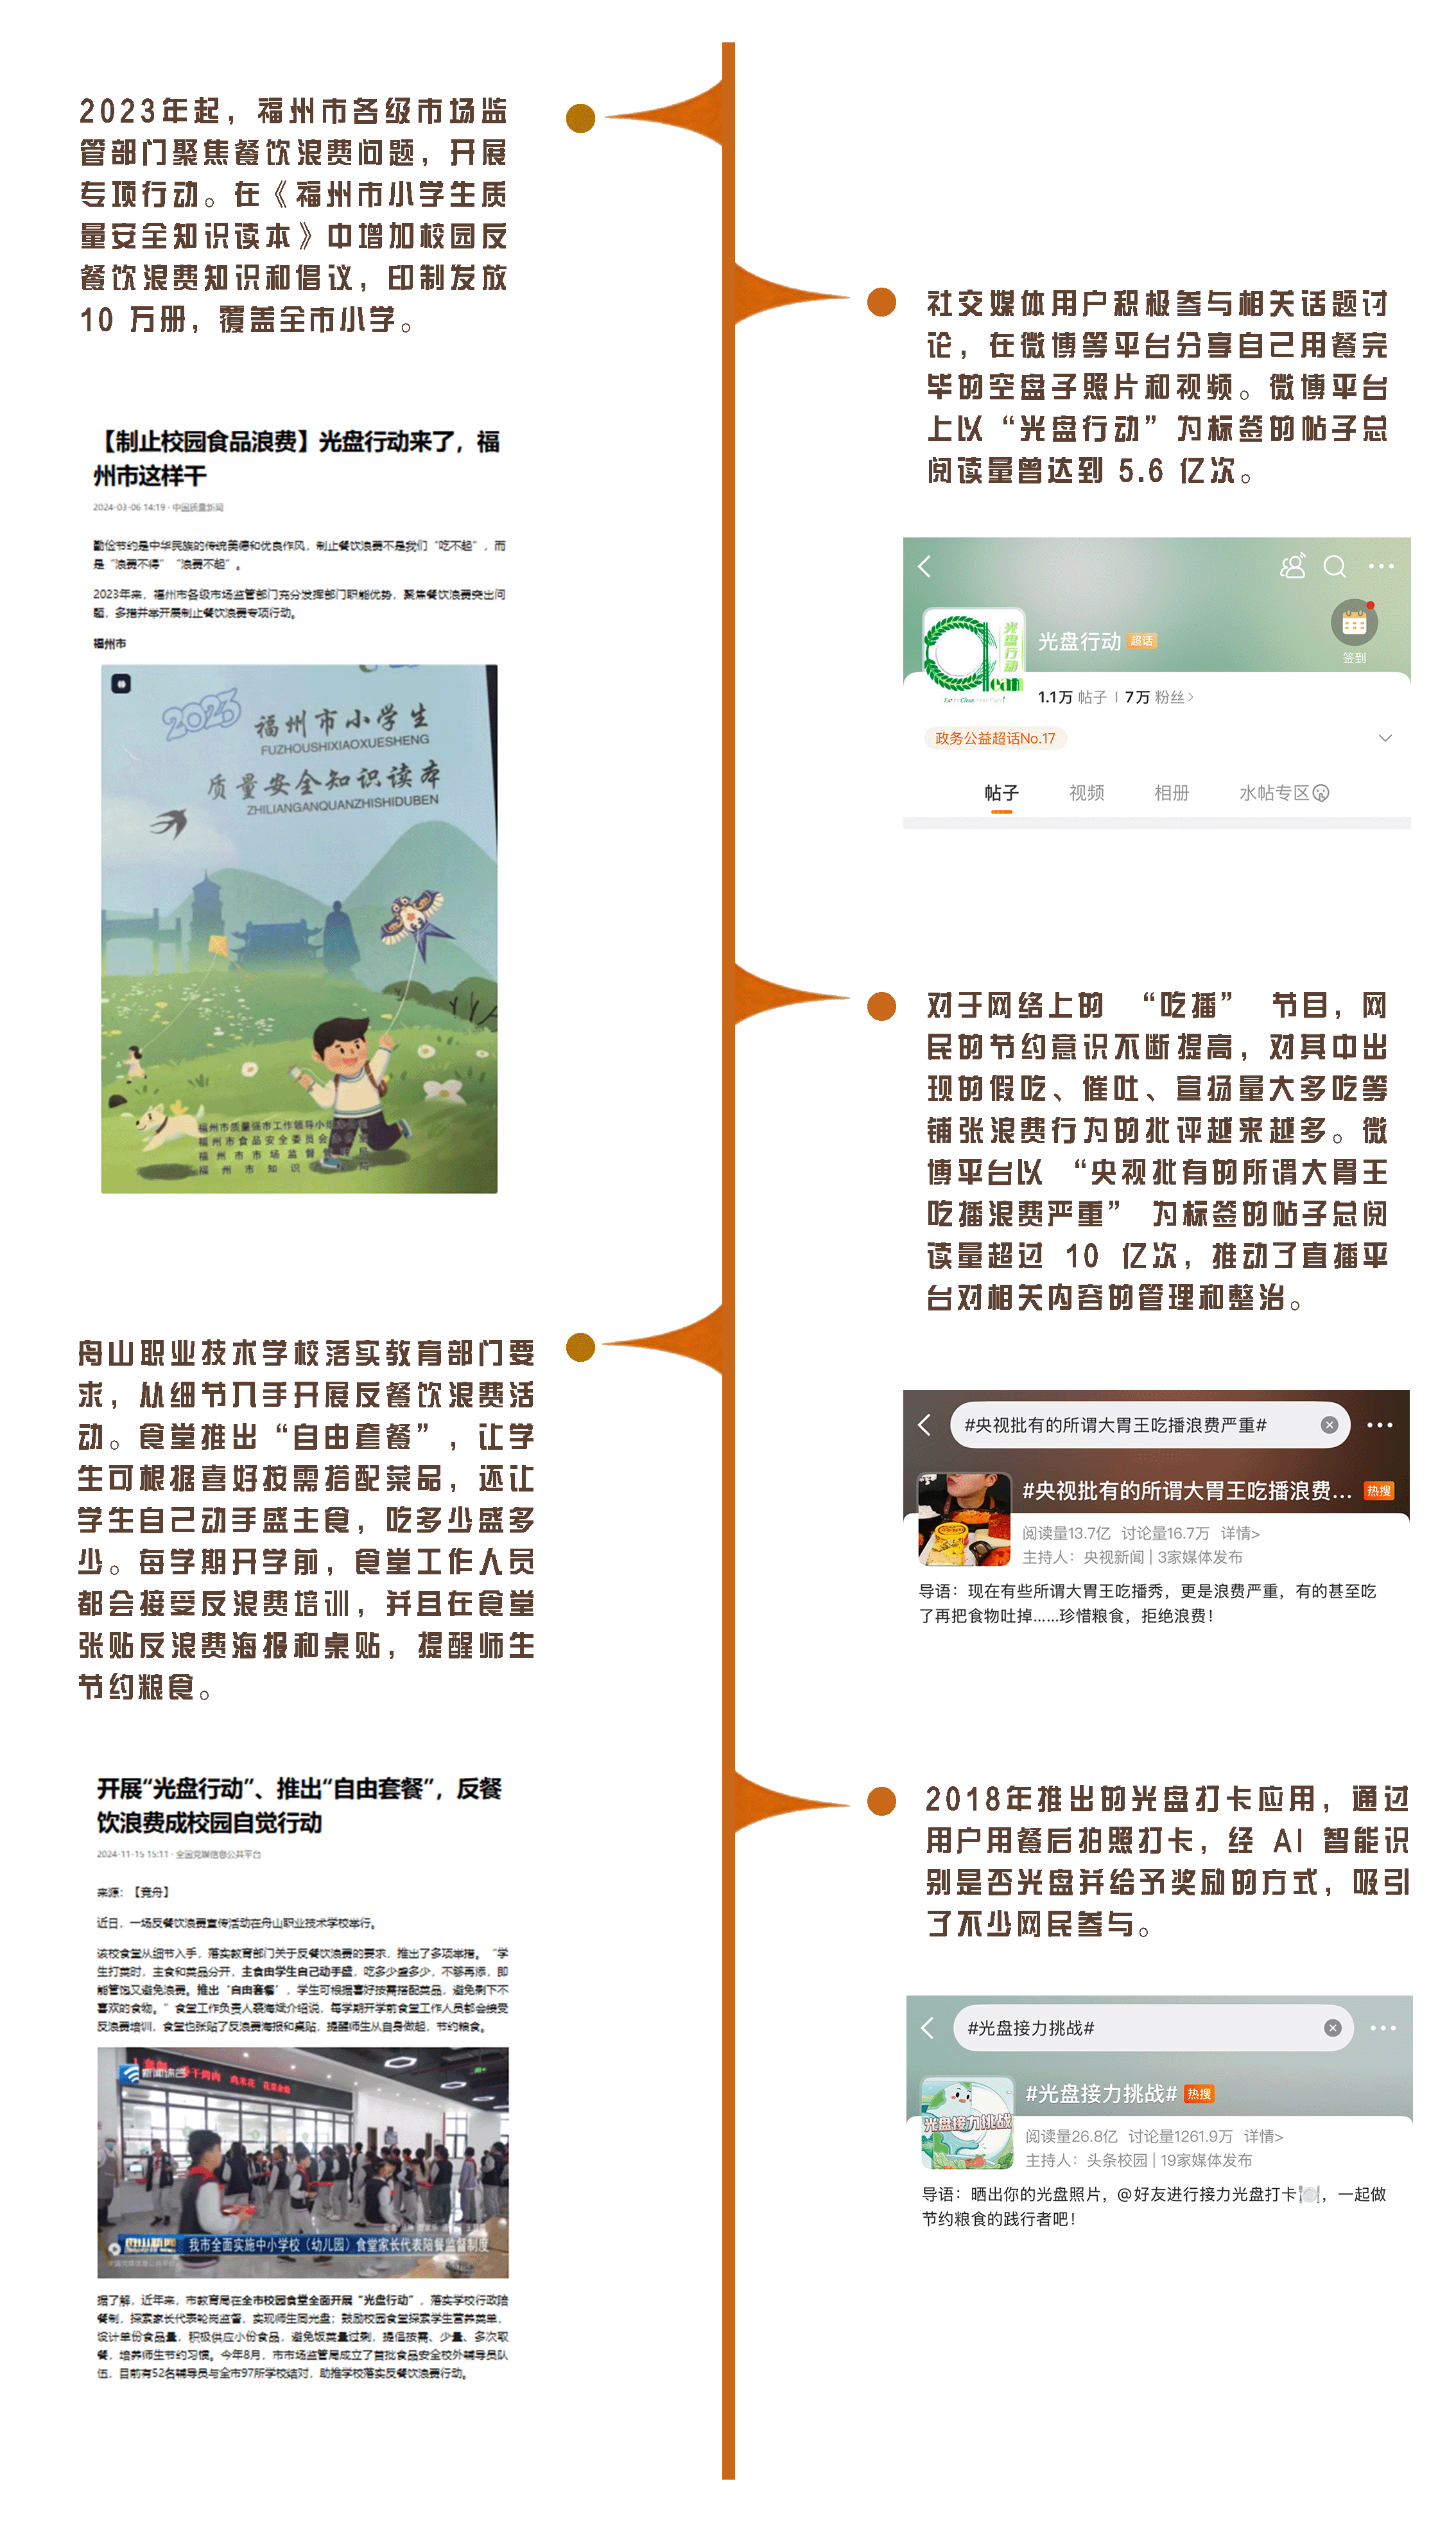 2023年起，福州市各级市场监
管部门聚焦餐饮浪费问题，开展
专项行动。在《福州市小学生质
量安全知识读本》中增加校园反
餐饮浪费知识和倡议，印制发放
10 万册，覆盖全市小学。
【制止校园食品浪费】光盘行动来了，福
州市这样干
2024-03-06 14:19 · 中国质量新闻
勤俭节约是中华民族的传统美德和优良作风，制止餐饮浪费不是我们“吃不起”，而
是“浪费不得”“浪费不起”。
2023年来，福州市各级市场监管部门充分发挥部门职能优势，聚焦餐饮浪费突出问
题，多措并举开展制止餐饮浪费专项行动。
福州市
2023
福州市小学生
FUZHOUSHIXIAOXUESHENG
质量安全知识读本
ZHILIANGANQUANZHISHIDUBEN
福州市质量强市工作领导小组
福州市食品安全委员会
福州市市场监督管
福州市知识
舟山职业技术学校落实教育部门要
求，从细节入手开展反餐饮浪费活
动。食堂推出“自由套餐”，让学
生可根据喜好按需搭配菜品，还让
学生自己动手盛主食，吃多少盛多
少。每学期开学前，食堂工作人员
都会接受反浪费培训，并且在食堂
张贴反浪费海报和桌贴，提醒师生
节约粮食。
开展“光盘行动”、推出“自由套餐”，反餐
饮浪费成校园自觉行动
2024-11-15 15:11 · 全国党媒信息公共平台
来源：【竞舟】
近日，一场反餐饮浪费宣传活动在舟山职业技术学校举行。
该校食堂从细节入手，落实教育部门关于反餐饮浪费的要求，推出了多项举措。“学
生打菜时，主食和菜品分开，主食由学生自己动手盛，吃多少盛多少，不够再添，即
能管饱又避免浪费。推出‘自由套餐’，学生可根据喜好按需搭配菜品，避免剩下不
喜欢的食物。”食堂工作负责人裘海斌介绍说，每学期开学前食堂工作人员都会接受
反浪费培训，食堂也张贴了反浪费海报和桌贴，提醒师生从自身做起，节约粮食。
鸡米花
我市全面实施中小学校（幼儿园）食堂家长代表陪餐监督制度
据了解，近年来，市教育局在全市校园食堂全面开展“光盘行动”，落实学校行政陪
餐制，探索家长代表轮岗监督，实现师生同光盘；鼓励校园食堂探索学生营养菜单，
设计单份食品量，积极供应小份食品，避免饭菜量过剩，提倡按需、少量、多次取
餐，培养师生节约习惯。今年8月，市市场监管局成立了首批食品安全校外辅导员队
伍，目前有52名辅导员与全市97所学校结对，助推学校落实反餐饮浪费行动。
社交媒体用户积极参与相关话题讨
论，在微博等平台分享自己用餐完
毕的空盘子照片和视频。微博平台
上以“光盘行动”为标签的帖子总
阅读量曾达到 5.6 亿次。
光盘行动
光盘行动 超话
签到
1.1万 帖子 | 7万 粉丝>
政务公益超话No.17
帖子 视频 相册 水帖专区
对于网络上的 “吃播” 节目，网
民的节约意识不断提高，对其中出
现的假吃、催吐、宣扬量大多吃等
铺张浪费行为的批评越来越多。微
博平台以 “央视批有的所谓大胃王
吃播浪费严重” 为标签的帖子总阅
读量超过 10 亿次，推动了直播平
台对相关内容的管理和整治。
#央视批有的所谓大胃王吃播浪费严重#
#央视批有的所谓大胃王吃播浪费... 热搜
阅读量13.7亿 讨论量16.7万 详情>
主持人：央视新闻 | 3家媒体发布
导语：现在有些所谓大胃王吃播秀，更是浪费严重，有的甚至吃
了再把食物吐掉......珍惜粮食，拒绝浪费！
2018年推出的光盘打卡应用，通过
用户用餐后拍照打卡，经 AI 智能识
别是否光盘并给予奖励的方式，吸引
了不少网民参与。
#光盘接力挑战#
#光盘接力挑战# 热搜
光盘接力挑战
阅读量26.8亿 讨论量1261.9万 详情>
主持人：头条校园 | 19家媒体发布
导语：晒出你的光盘照片，@好友进行接力光盘打卡🍽️，一起做
节约粮食的践行者吧！